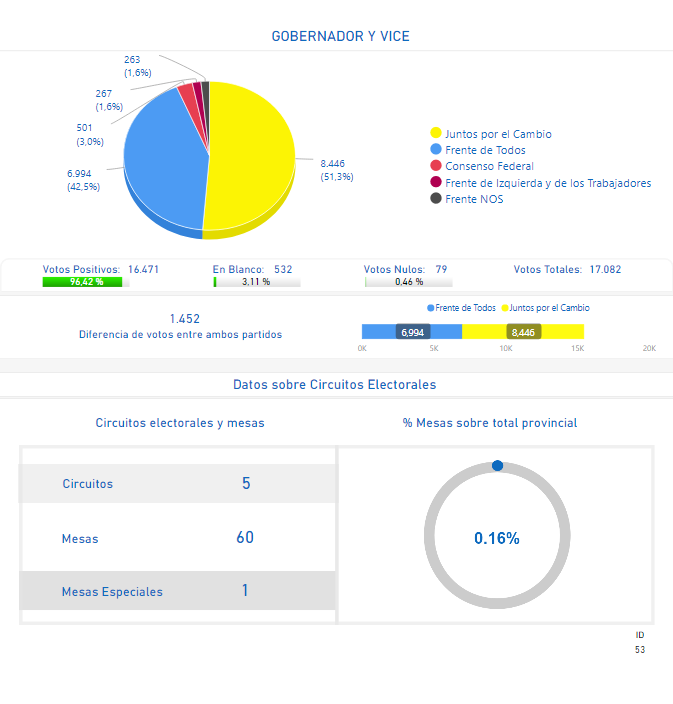 GOBERNADOR Y VICE
263
(1,6%)
267
(1,6%)
501
(3,0%)
6.994
(42,5%)
8.446
(51,3%)
Juntos por el Cambio
Frente de Todos
Consenso Federal
Frente de Izquierda y de los Trabajadores
Frente NOS
Votos Positivos: 16.471
96,42 %
En Blanco: 532
3,11 %
Votos Nulos: 79
0,46 %
Votos Totales: 17.082
1.452
Diferencia de votos entre ambos partidos
Frente de Todos Juntos por el Cambio
6,994 8,446
0K 5K 10K 15K 20K
Datos sobre Circuitos Electorales
Circuitos electorales y mesas
Circuitos 5
Mesas 60
Mesas Especiales 1
% Mesas sobre total provincial
0.16%
ID
53